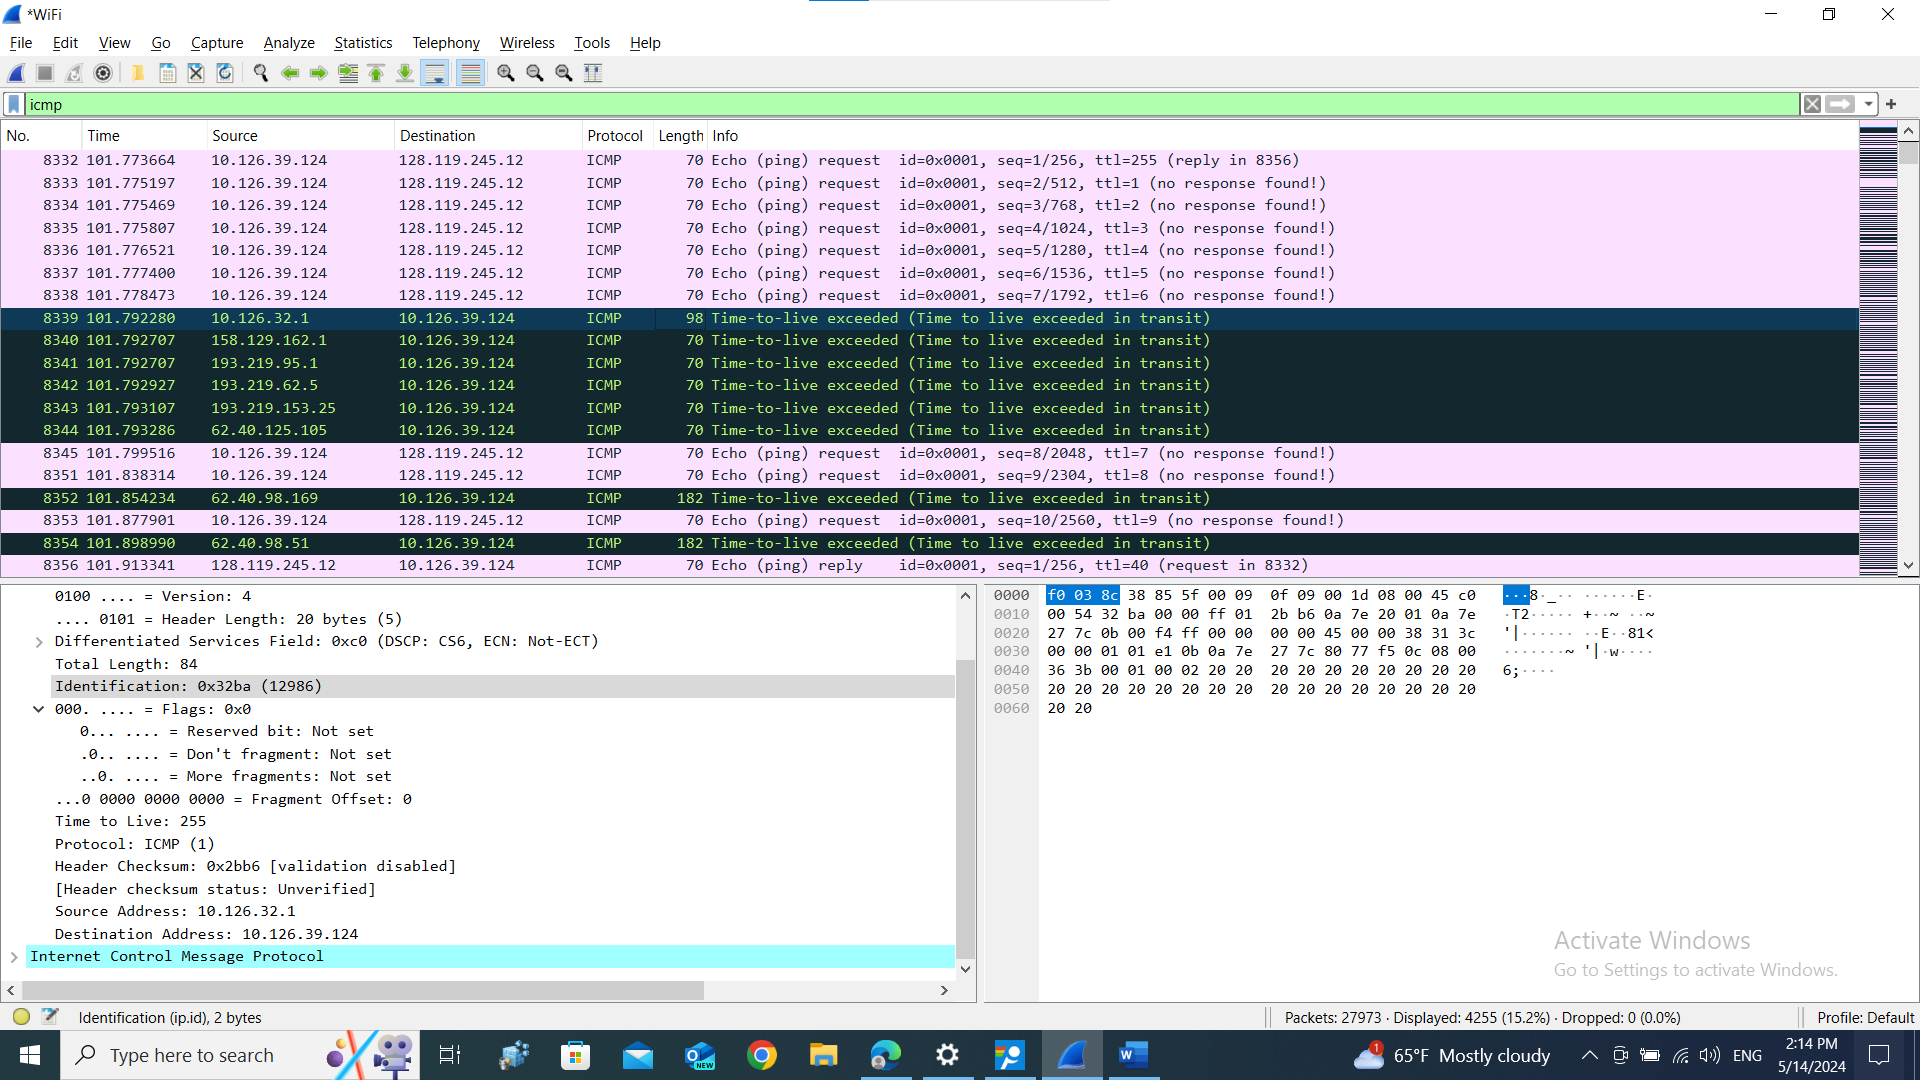 *WiFi
File Edit View Go Capture Analyze Statistics Telephony Wireless Tools Help
icmp
No. Time Source Destination Protocol Length Info
8332 101.773664 10.126.39.124 128.119.245.12 ICMP 70 Echo (ping) request id=0x0001, seq=1/256, ttl=255 (reply in 8356)
8333 101.775197 10.126.39.124 128.119.245.12 ICMP 70 Echo (ping) request id=0x0001, seq=2/512, ttl=1 (no response found!)
8334 101.775469 10.126.39.124 128.119.245.12 ICMP 70 Echo (ping) request id=0x0001, seq=3/768, ttl=2 (no response found!)
8335 101.775807 10.126.39.124 128.119.245.12 ICMP 70 Echo (ping) request id=0x0001, seq=4/1024, ttl=3 (no response found!)
8336 101.776521 10.126.39.124 128.119.245.12 ICMP 70 Echo (ping) request id=0x0001, seq=5/1280, ttl=4 (no response found!)
8337 101.777400 10.126.39.124 128.119.245.12 ICMP 70 Echo (ping) request id=0x0001, seq=6/1536, ttl=5 (no response found!)
8338 101.778473 10.126.39.124 128.119.245.12 ICMP 70 Echo (ping) request id=0x0001, seq=7/1792, ttl=6 (no response found!)
8339 101.792280 10.126.32.1 10.126.39.124 ICMP 98 Time-to-live exceeded (Time to live exceeded in transit)
8340 101.792707 158.129.162.1 10.126.39.124 ICMP 70 Time-to-live exceeded (Time to live exceeded in transit)
8341 101.792707 193.219.95.1 10.126.39.124 ICMP 70 Time-to-live exceeded (Time to live exceeded in transit)
8342 101.792927 193.219.62.5 10.126.39.124 ICMP 70 Time-to-live exceeded (Time to live exceeded in transit)
8343 101.793107 193.219.153.25 10.126.39.124 ICMP 70 Time-to-live exceeded (Time to live exceeded in transit)
8344 101.793286 62.40.125.105 10.126.39.124 ICMP 70 Time-to-live exceeded (Time to live exceeded in transit)
8345 101.799516 10.126.39.124 128.119.245.12 ICMP 70 Echo (ping) request id=0x0001, seq=8/2048, ttl=7 (no response found!)
8351 101.838314 10.126.39.124 128.119.245.12 ICMP 70 Echo (ping) request id=0x0001, seq=9/2304, ttl=8 (no response found!)
8352 101.854234 62.40.98.169 10.126.39.124 ICMP 182 Time-to-live exceeded (Time to live exceeded in transit)
8353 101.877901 10.126.39.124 128.119.245.12 ICMP 70 Echo (ping) request id=0x0001, seq=10/2560, ttl=9 (no response found!)
8354 101.898990 62.40.98.51 10.126.39.124 ICMP 182 Time-to-live exceeded (Time to live exceeded in transit)
8356 101.913341 128.119.245.12 10.126.39.124 ICMP 70 Echo (ping) reply id=0x0001, seq=1/256, ttl=40 (request in 8332)
0100 .... = Version: 4
.... 0101 = Header Length: 20 bytes (5)
Differentiated Services Field: 0xc0 (DSCP: CS6, ECN: Not-ECT)
Total Length: 84
Identification: 0x32ba (12986)
000. .... = Flags: 0x0
0... .... = Reserved bit: Not set
.0.. .... = Don't fragment: Not set
..0. .... = More fragments: Not set
...0 0000 0000 0000 = Fragment Offset: 0
Time to Live: 255
Protocol: ICMP (1)
Header Checksum: 0x2bb6 [validation disabled]
[Header checksum status: Unverified]
Source Address: 10.126.32.1
Destination Address: 10.126.39.124
Internet Control Message Protocol
0000 f0 03 8c 38 85 5f 00 09 0f 09 00 1d 08 00 45 c0 ···8·_·· ······E·
0010 00 54 32 ba 00 00 ff 01 2b b6 0a 7e 20 01 0a 7e ·T2····· +··~ ··~
0020 27 7c 0b 00 f4 ff 00 00 00 00 45 00 00 38 31 3c '|······ ··E··81<
0030 00 00 01 01 e1 0b 0a 7e 27 7c 80 77 f5 0c 08 00 ·······~ '|·w····
0040 36 3b 00 01 00 02 20 20 20 20 20 20 20 20 20 20 6;····
0050 20 20 20 20 20 20 20 20 20 20 20 20 20 20 20 20
0060 20 20
Activate Windows
Go to Settings to activate Windows.
Identification (ip.id), 2 bytes
Packets: 27973 · Displayed: 4255 (15.2%) · Dropped: 0 (0.0%)
Profile: Default
Type here to search
NEW
1
65°F Mostly cloudy
ENG
2:14 PM
5/14/2024